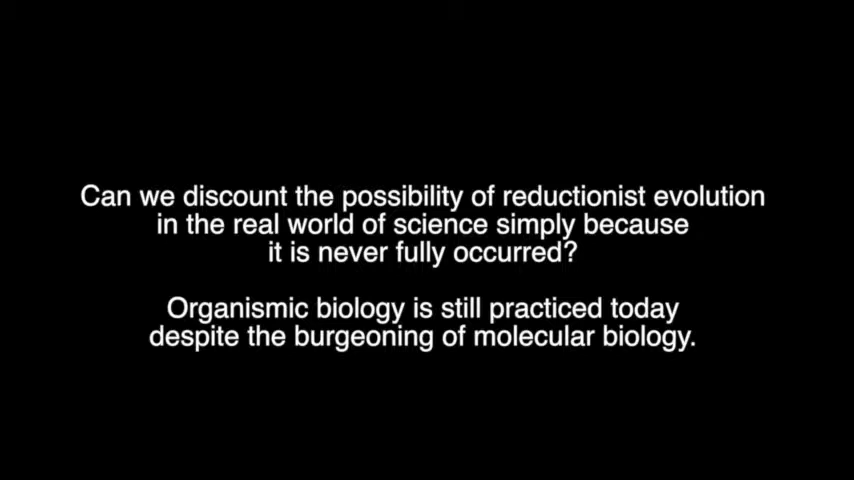 Can we discount the possibility of reductionist evolution
in the real world of science simply because
it is never fully occurred?
Organismic biology is still practiced today
despite the burgeoning of molecular biology.